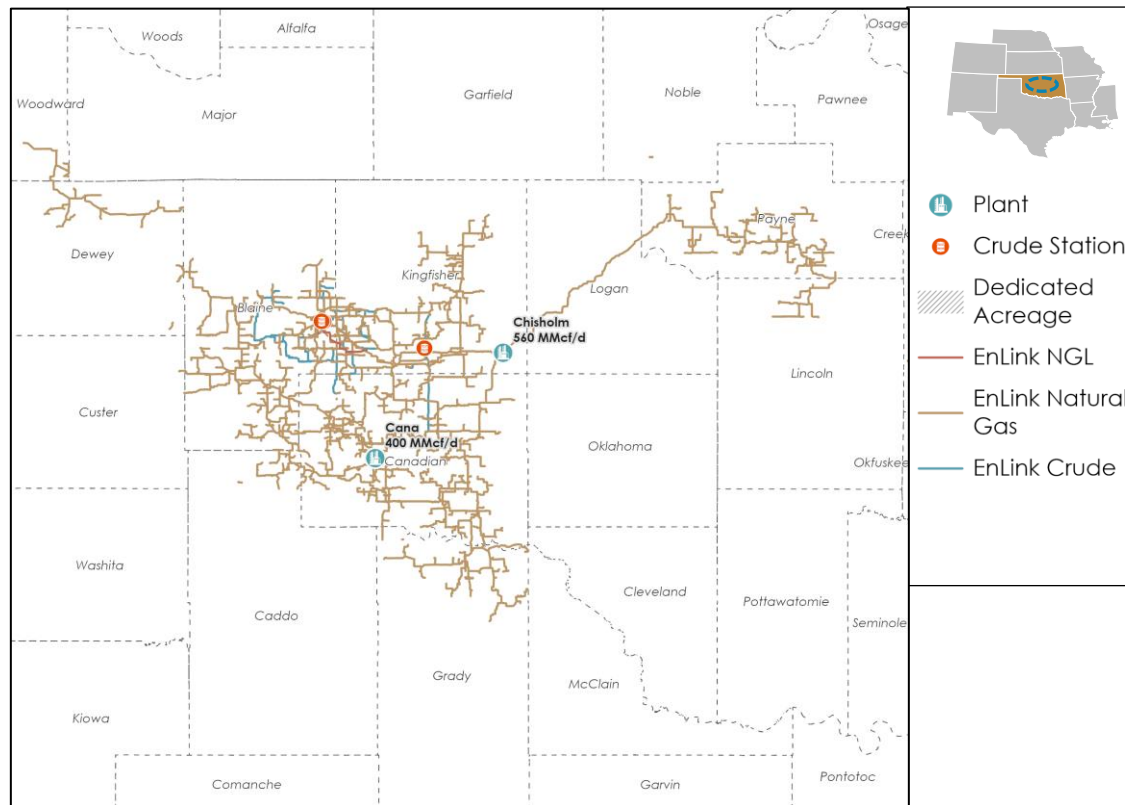 Woods
Alfalfa
Osage
Woodward
Major
Garfield
Noble
Pawnee
Dewey
Kingfisher
Payne
Creek
Blaine
Logan
Chisholm
560 MMcf/d
Lincoln
Custer
Cana
400 MMcf/d
Canadian
Oklahoma
Okfuskee
Washita
Caddo
Cleveland
Pottawatomie
Seminole
Grady
McClain
Kiowa
Comanche
Garvin
Pontotoc
Plant
Crude Station
Dedicated
Acreage
EnLink NGL
EnLink Natural
Gas
EnLink Crude